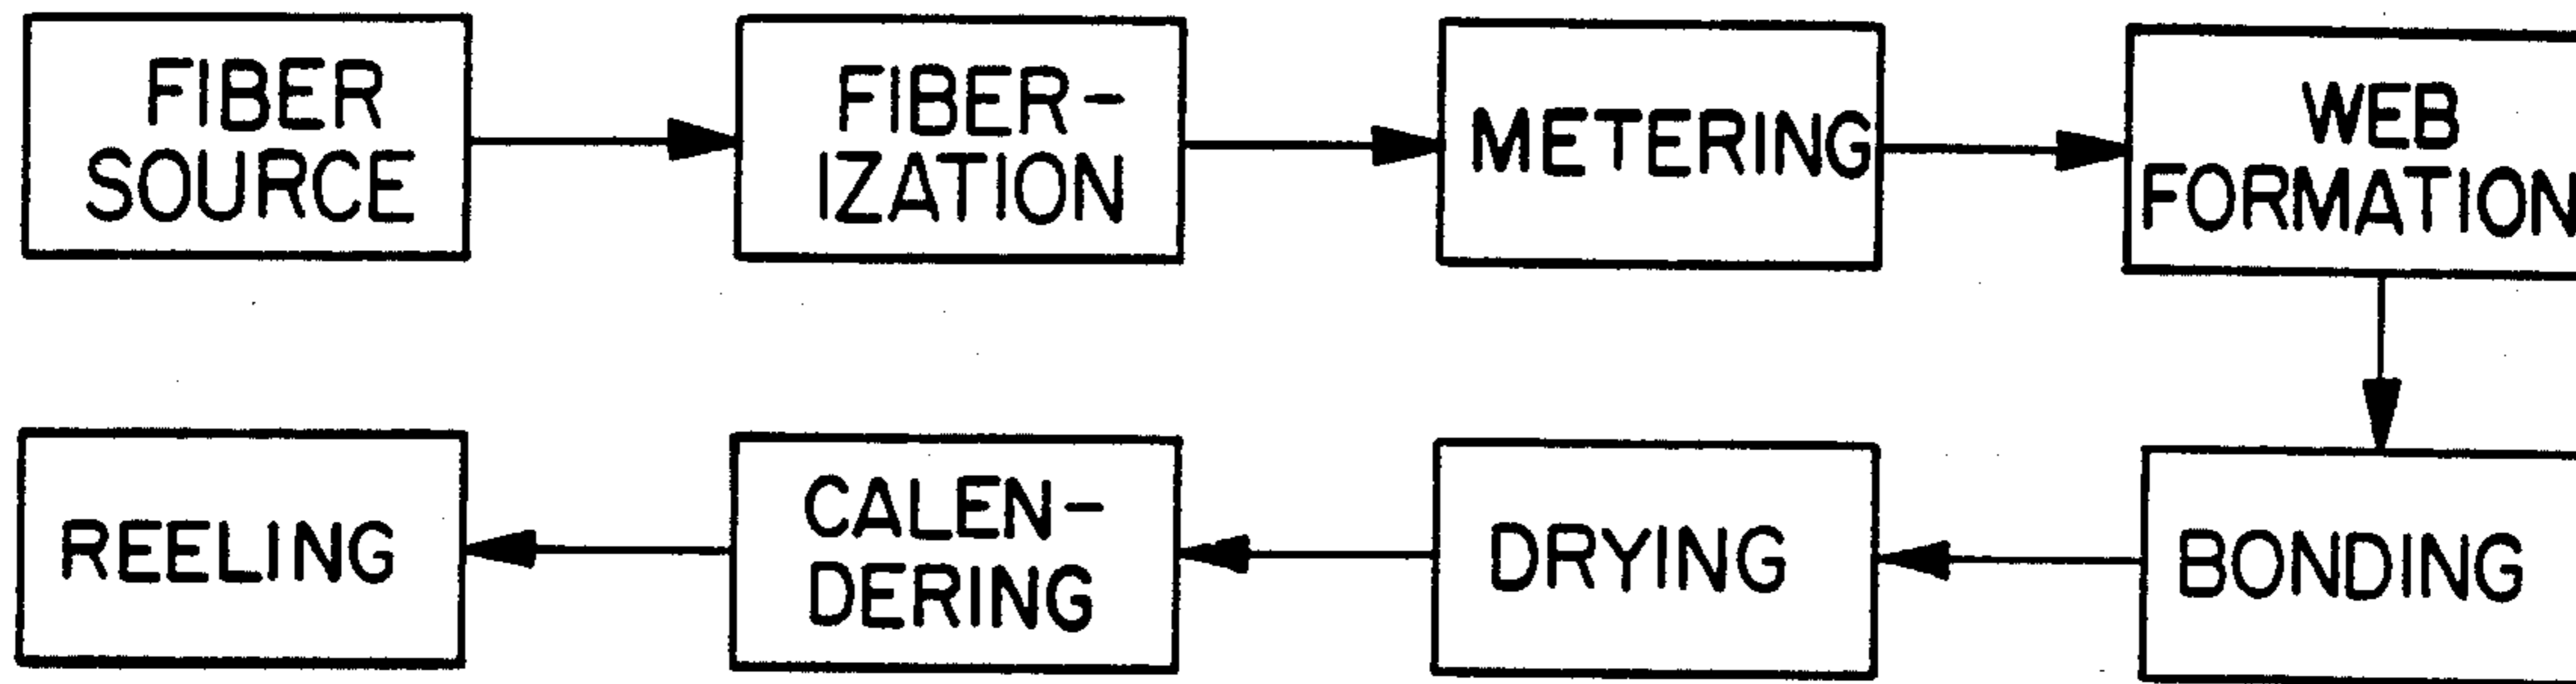 FIBER
SOURCE
FIBER-
IZATION
METERING
WEB
FORMATION
BONDING
DRYING
CALEN-
DERING
REELING